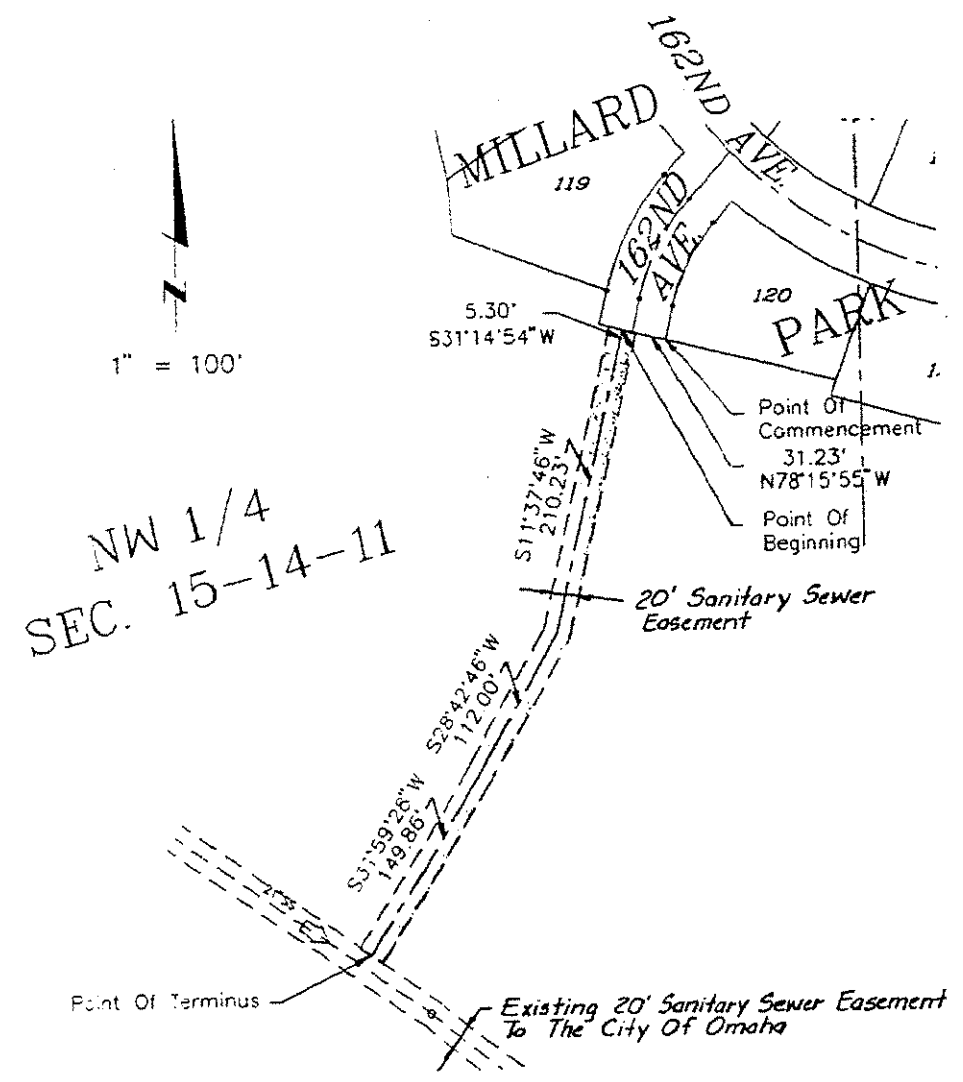 162ND
AVE.
MILLARD
119
162ND
AVE.
120
PARK
5.30'
S31°14'54"W
1" = 100'
N
Point Of
Commencement
31.23'
N78°15'55"W
Point Of
Beginning
S11°37'46"W
210.23'
NW 1/4
SEC. 15-14-11
20' Sanitary Sewer
Easement
S28°42'46"W
112.00'
S31°59'26"W
149.86'
21"SS
Point Of Terminus
Existing 20' Sanitary Sewer Easement
To The City Of Omaha